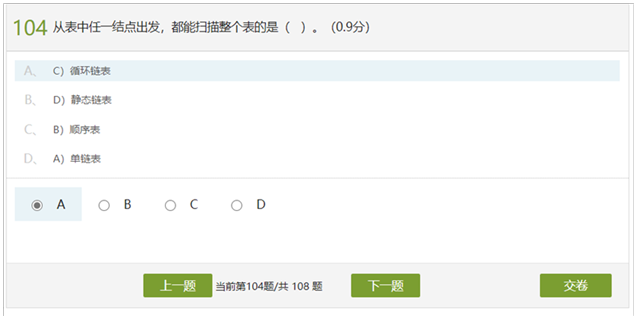 104 从表中任一结点出发，都能扫描整个表的是（ ）。（0.9分）
A、 C）循环链表
B、 D）静态链表
C、 B）顺序表
D、 A）单链表
A B C D
上一题 当前第104题/共 108 题 下一题 交卷